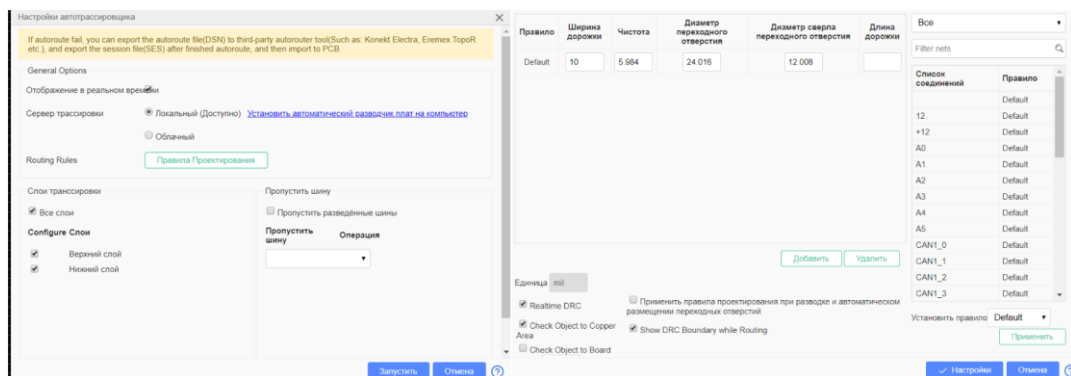 Настройки автотрассировщика
If autoroute fail, you can export the autoroute file(DSN) to third-party autorouter tool(Such as: Konekt Electra, Eremex TopoR
etc.), and export the session file(SES) after finished autoroute, and then import to PCB.
General Options
Отображение в реальном времени
Сервер трассировки
Локальный (Доступно) Установить автоматический разводчик плат на компьютер
Облачный
Routing Rules
Правила Проектирования
Слои транссировки
Все слои
Configure Слои
Верхний слой
Нижний слой
Пропустить шину
Пропустить разведённые шины
Пропустить
шину
Операция
Запустить
Отмена
Правило
Ширина
дорожки
Чистота
Диаметр
переходного
отверстия
Диаметр сверла
переходного отверстия
Длина
дорожки
Default 10 5.984 24.016 12.008
Добавить
Удалить
Единица mil
Realtime DRC
Применить правила проектирования при разводке и автоматическом
размещении переходных отверстий
Check Object to Copper
Area
Show DRC Boundary while Routing
Check Object to Board
Все
Filter nets
Список
соединений
Правило
Default
12 Default
+12 Default
A0 Default
A1 Default
A2 Default
A3 Default
A4 Default
A5 Default
CAN1_0 Default
CAN1_1 Default
CAN1_2 Default
CAN1_3 Default
Установить правило Default
Применить
Настройки
Отмена